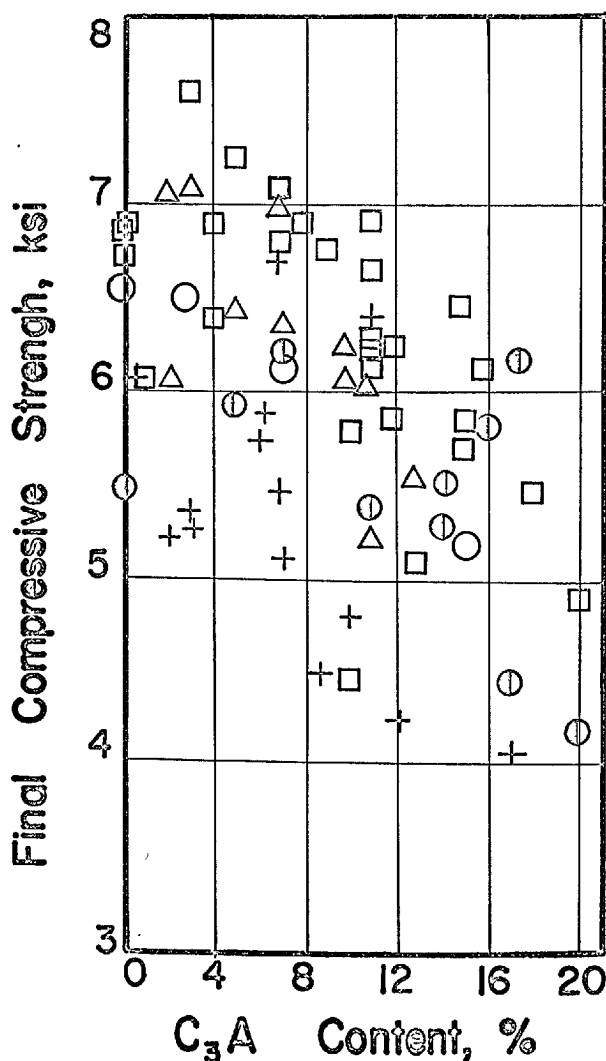 Final Compressive Strengh, ksi
8
7
6
5
4
3
0 4 8 12 16 20
C₃A Content, %